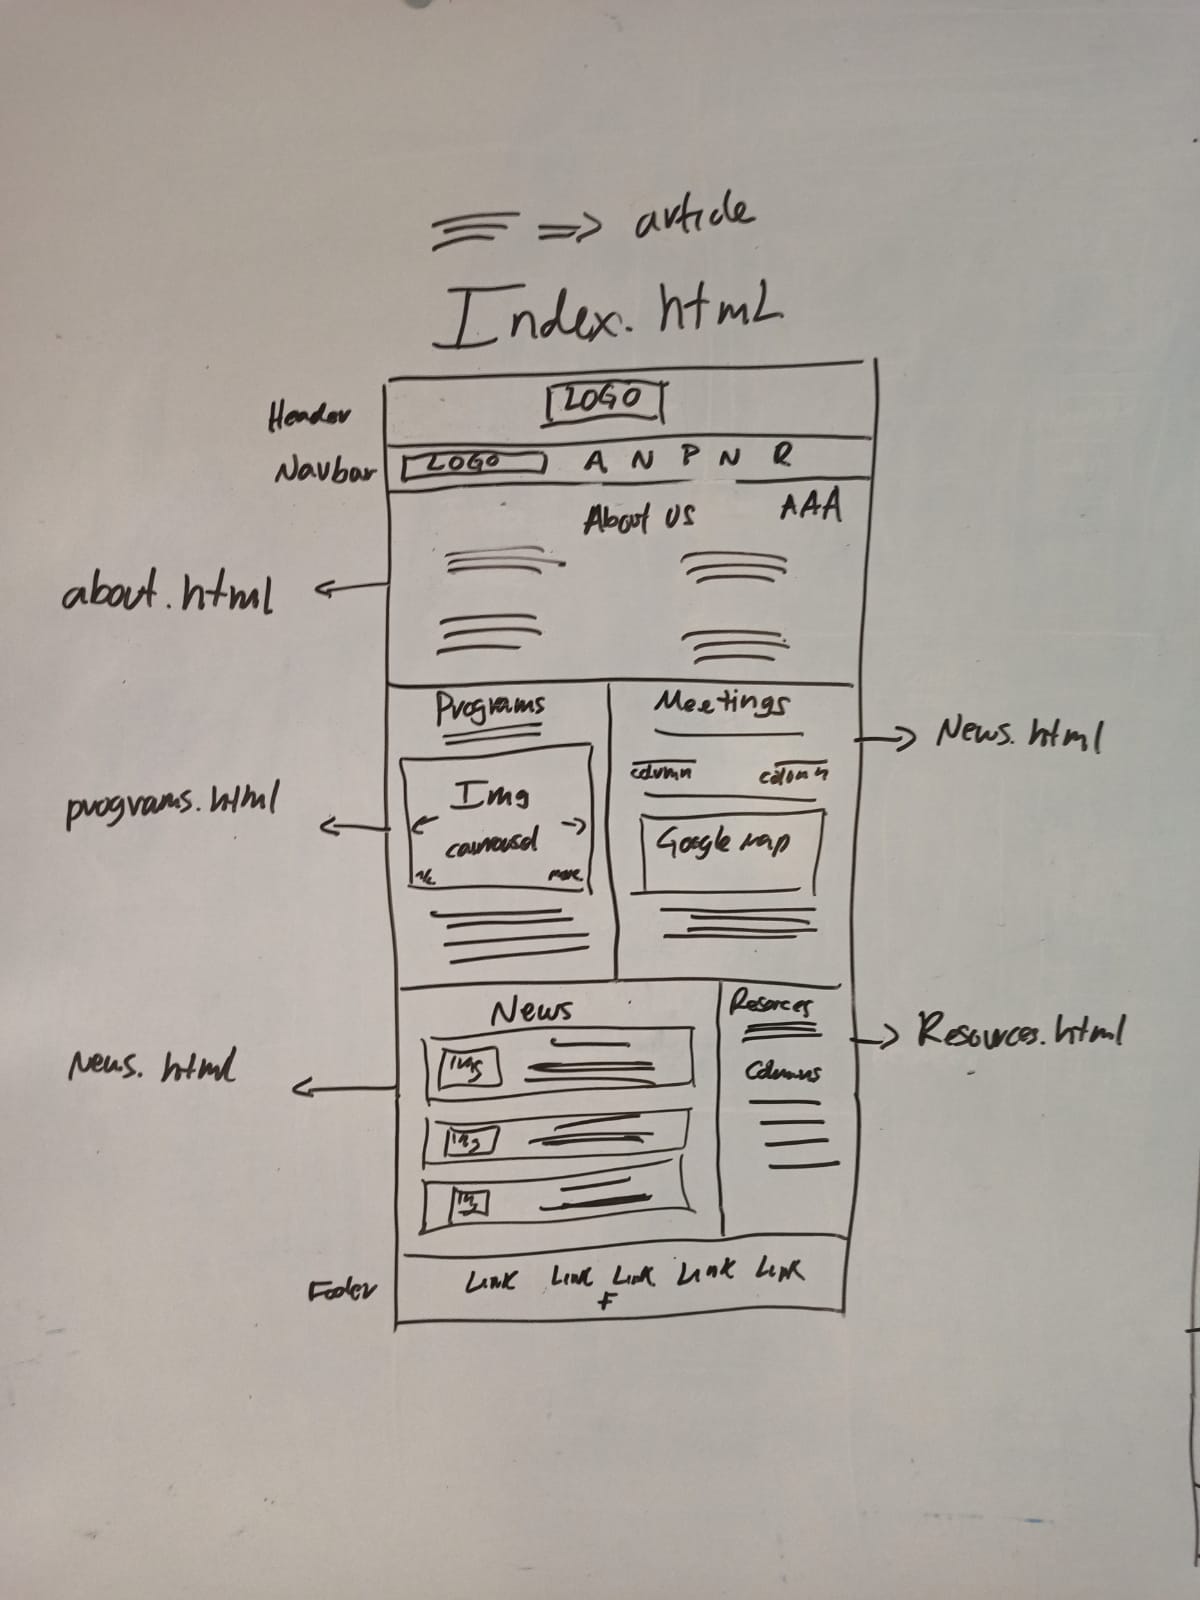 => article
Index.html
Header
LOGO
Navbar
LOGO A N P N R
About US AAA
about.html
Programs
Meetings
News.html
column column
Img
carousel
more
programs.html
Google map
News
Resorces
Resources.html
Img
Columns
News.html
Img
Img
Footer
Link Link Link Link Link
+